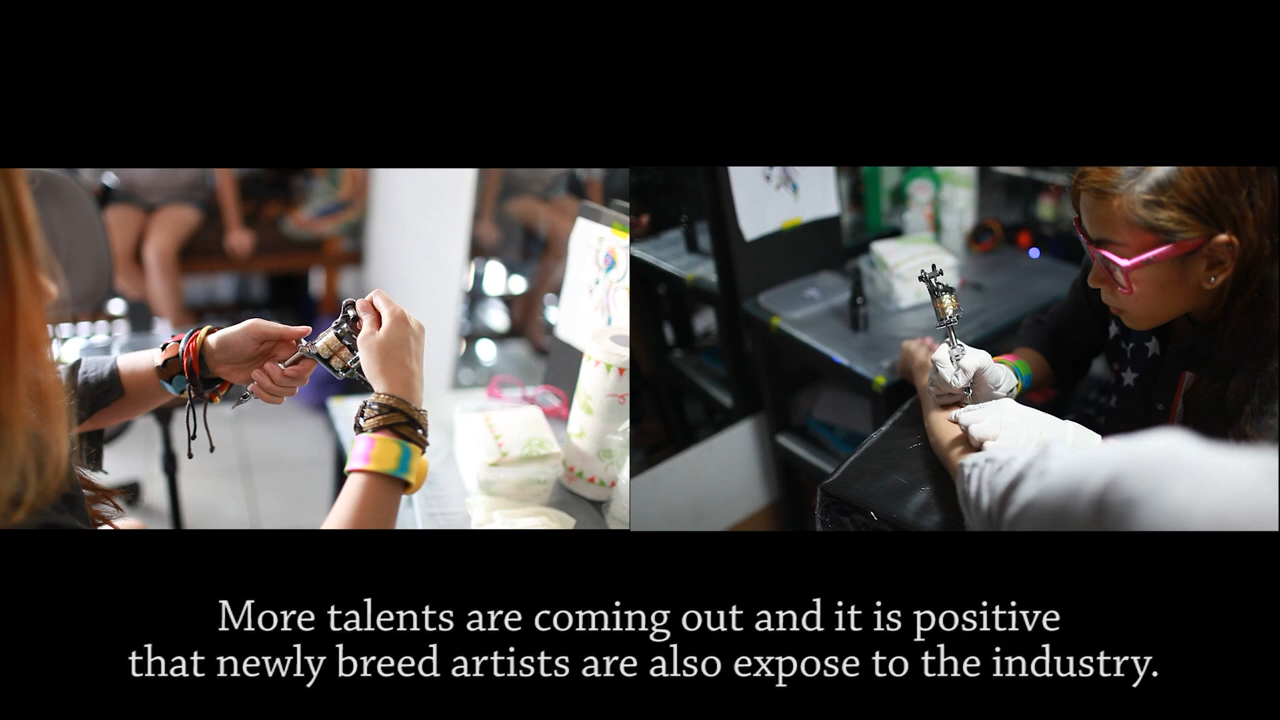 More talents are coming out and it is positive
that newly breed artists are also expose to the industry.